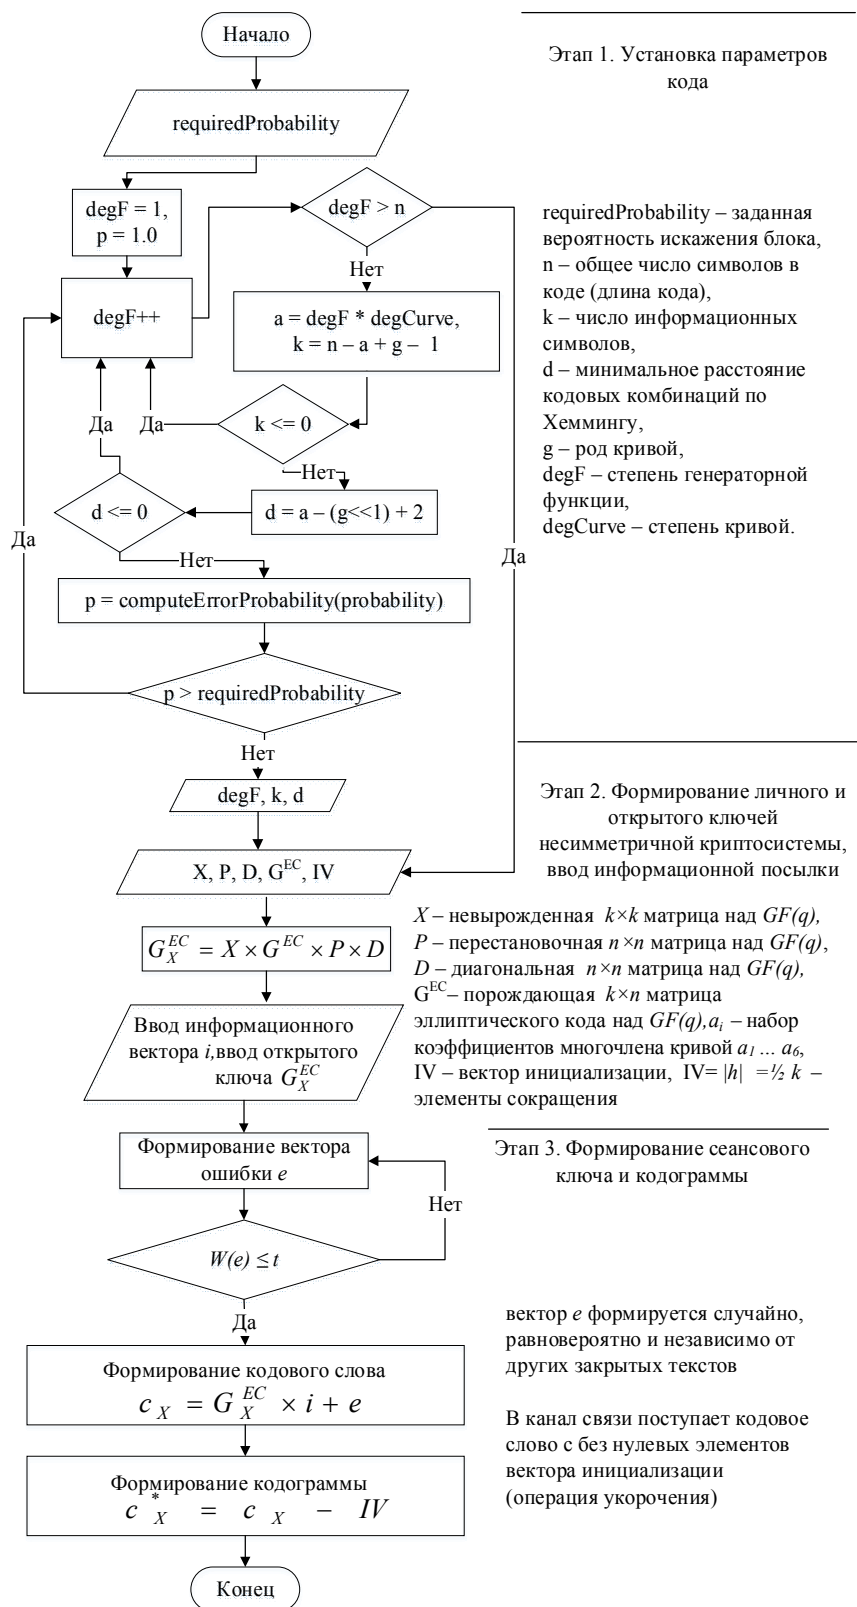 Начало
Этап 1. Установка параметров
кода
requiredProbability
degF = 1,
p = 1.0
degF > n
Нет
degF++
a = degF * degCurve,
k = n – a + g – 1
Да
Да
k <= 0
Нет
d <= 0
d = a – (g<<1) + 2
Да
Нет
Да
p = computeErrorProbability(probability)
p > requiredProbability
Нет
degF, k, d
requiredProbability – заданная
вероятность искажения блока,
n – общее число символов в
коде (длина кода),
k – число информационных
символов,
d – минимальное расстояние
кодовых комбинаций по
Хеммингу,
g – род кривой,
degF – степень генераторной
функции,
degCurve – степень кривой.
Этап 2. Формирование личного и
открытого ключей
несимметричной криптосистемы,
ввод информационной посылки
X, P, D, G^EC, IV
G_X^EC = X × G^EC × P × D
Ввод информационного
вектора i,ввод открытого
ключа G_X^EC
X – невырожденная k×k матрица над GF(q),
P – перестановочная n×n матрица над GF(q),
D – диагональная n×n матрица над GF(q),
G^EC– порождающая k×n матрица
эллиптического кода над GF(q),a_i – набор
коэффициентов многочлена кривой a_1 ... a_6,
IV – вектор инициализации, IV= |h| =½ k –
элементы сокращения
Этап 3. Формирование сеансового
ключа и кодограммы
Формирование вектора
ошибки e
Нет
W(e) ≤ t
Да
вектор e формируется случайно,
равновероятно и независимо от
других закрытых текстов
Формирование кодового слова
c_X = G_X^EC × i + e
В канал связи поступает кодовое
слово с без нулевых элементов
вектора инициализации
(операция укорочения)
Формирование кодограммы
c_X^* = c_X – IV
Конец